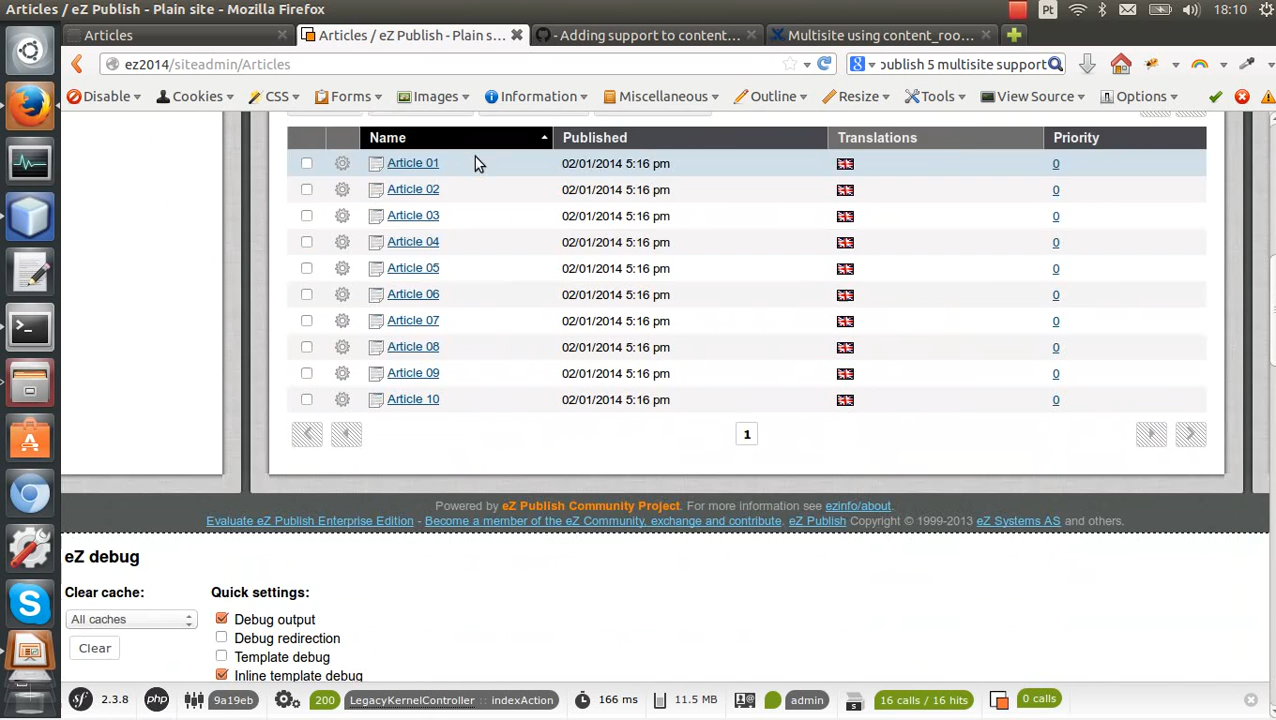 Articles / eZ Publish - Plain site - Mozilla Firefox
Pt 18:10
Articles
Articles / eZ Publish - Plain s...
- Adding support to content...
Multisite using content_roo...
ez2014/siteadmin/Articles
publish 5 multisite support
Disable Cookies CSS Forms Images Information Miscellaneous Outline Resize Tools View Source Options
Name Published Translations Priority
Article 01 02/01/2014 5:16 pm 0
Article 02 02/01/2014 5:16 pm 0
Article 03 02/01/2014 5:16 pm 0
Article 04 02/01/2014 5:16 pm 0
Article 05 02/01/2014 5:16 pm 0
Article 06 02/01/2014 5:16 pm 0
Article 07 02/01/2014 5:16 pm 0
Article 08 02/01/2014 5:16 pm 0
Article 09 02/01/2014 5:16 pm 0
Article 10 02/01/2014 5:16 pm 0
1
Powered by eZ Publish Community Project. For more information see ezinfo/about.
Evaluate eZ Publish Enterprise Edition - Become a member of the eZ Community, exchange and contribute. eZ Publish Copyright © 1999-2013 eZ Systems AS and others.
eZ debug
Clear cache: Quick settings:
All caches
Debug output
Debug redirection
Clear
Template debug
Inline template debug
sf 2.3.8 php 9a19eb 200 LegacyKernelController :: indexAction 166 ms 11.5 MB admin 16 calls / 16 hits 0 calls